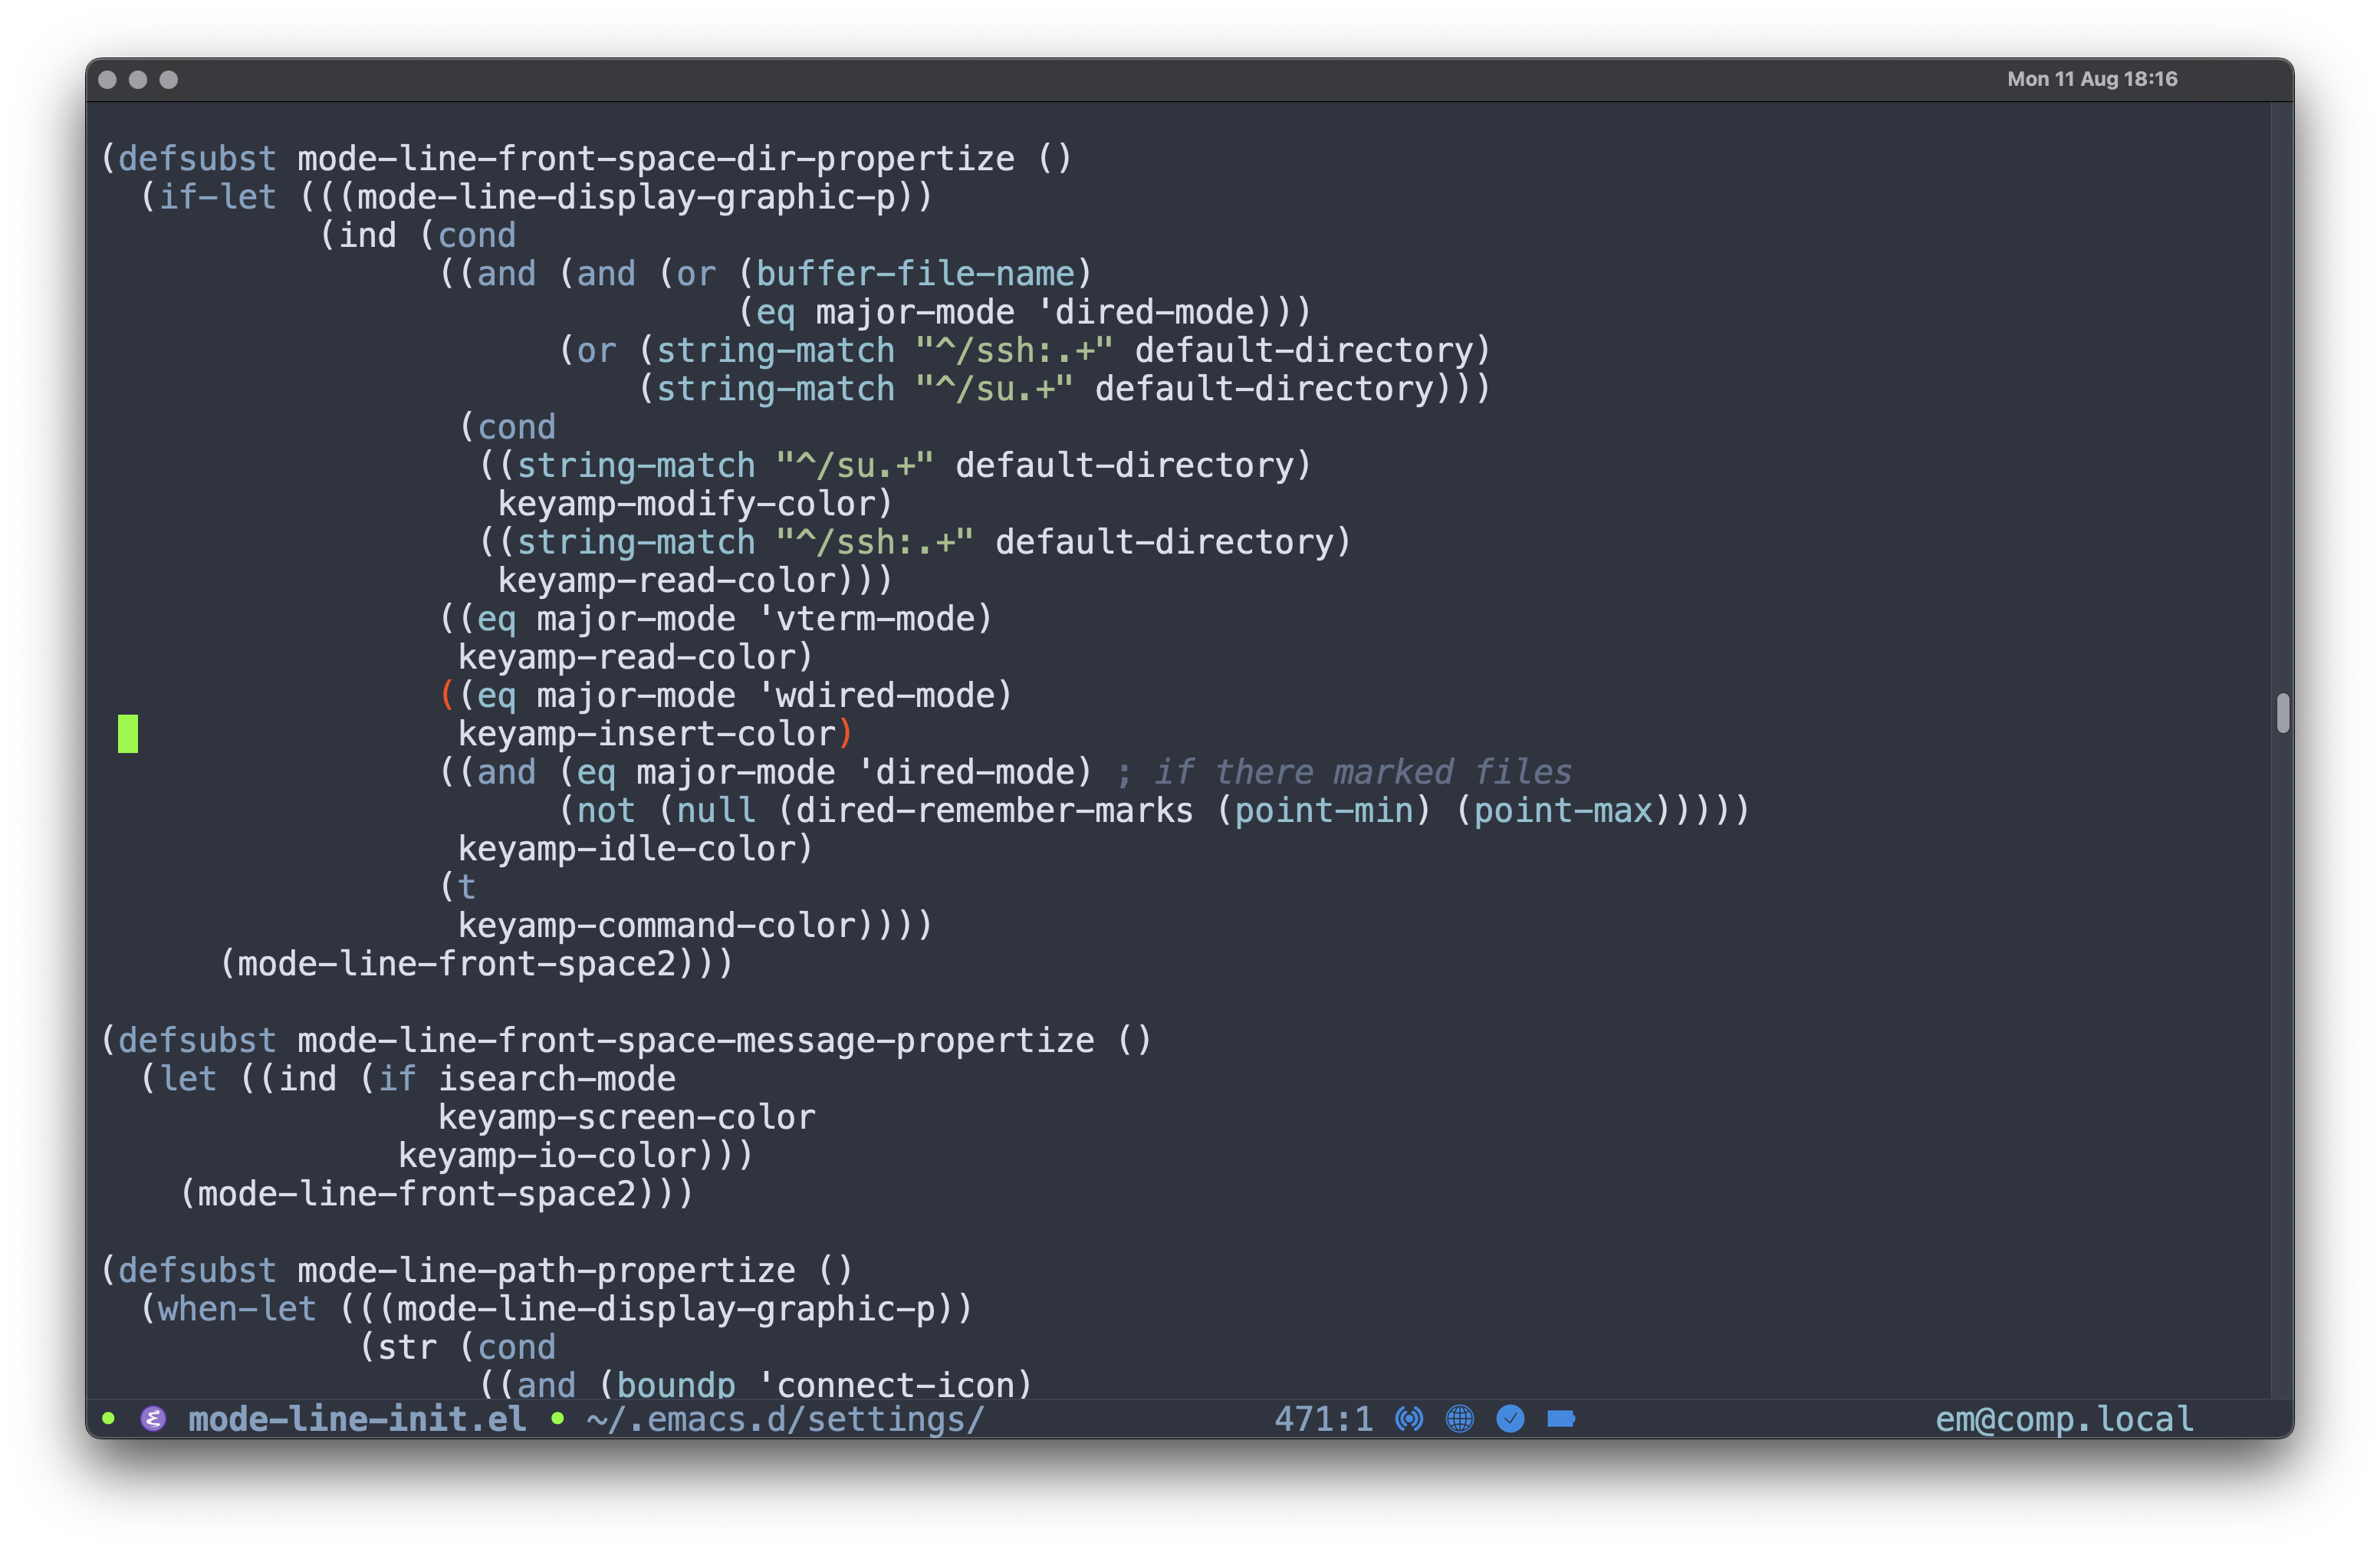 Mon 11 Aug 18:16
(defsubst mode-line-front-space-dir-propertize ()
  (if-let (((mode-line-display-graphic-p))
           (ind (cond
                 ((and (and (or (buffer-file-name)
                                (eq major-mode 'dired-mode)))
                       (or (string-match "^/ssh:.+" default-directory)
                           (string-match "^/su.+" default-directory)))
                  (cond
                   ((string-match "^/su.+" default-directory)
                    keyamp-modify-color)
                   ((string-match "^/ssh:.+" default-directory)
                    keyamp-read-color)))
                 ((eq major-mode 'vterm-mode)
                  keyamp-read-color)
                 ((eq major-mode 'wdired-mode)
                  keyamp-insert-color)
                 ((and (eq major-mode 'dired-mode) ; if there marked files
                       (not (null (dired-remember-marks (point-min) (point-max)))))
                  keyamp-idle-color)
                 (t
                  keyamp-command-color))))
      (mode-line-front-space2)))
(defsubst mode-line-front-space-message-propertize ()
  (let ((ind (if isearch-mode
                 keyamp-screen-color
               keyamp-io-color)))
    (mode-line-front-space2)))
(defsubst mode-line-path-propertize ()
  (when-let (((mode-line-display-graphic-p))
             (str (cond
                   ((and (boundp 'connect-icon)
mode-line-init.el • ~/.emacs.d/settings/ 471:1 em@comp.local